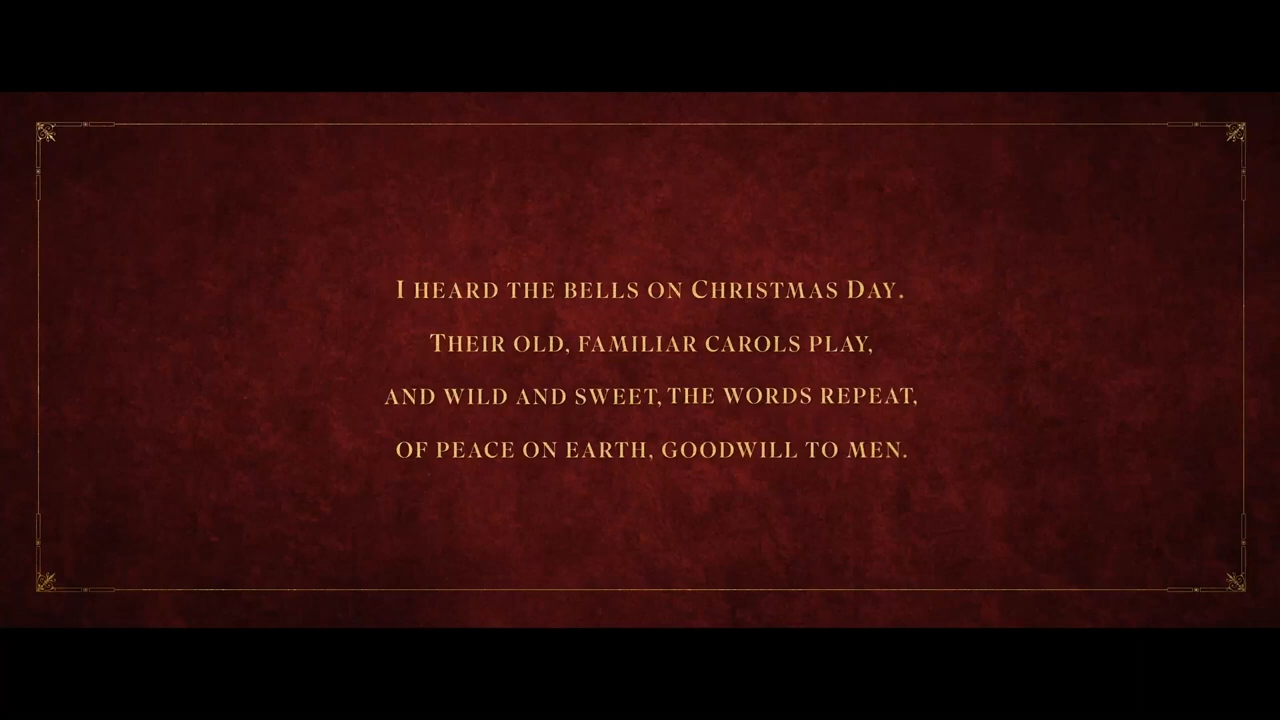 I HEARD THE BELLS ON CHRISTMAS DAY.
THEIR OLD, FAMILIAR CAROLS PLAY,
AND WILD AND SWEET, THE WORDS REPEAT,
OF PEACE ON EARTH, GOODWILL TO MEN.